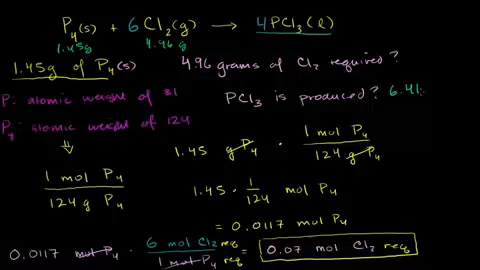 P₄(s) + 6Cl₂(g) → 4PCl₃(l)
1.45g 4.96 g
1.45g of P₄(s) 4.96 grams of Cl₂ required?
P: atomic weight of 31 PCl₃ is produced? 6.41
P₄: atomic weight of 124
⇓
1 mol P₄
124 g P₄
1.45 g P₄ · 1 mol P₄
124 g P₄
1.45 · 1/124 mol P₄
= 0.0117 mol P₄
0.0117 mol P₄ · 6 mol Cl₂ req = 0.07 mol Cl₂ req
1 mol P₄ req